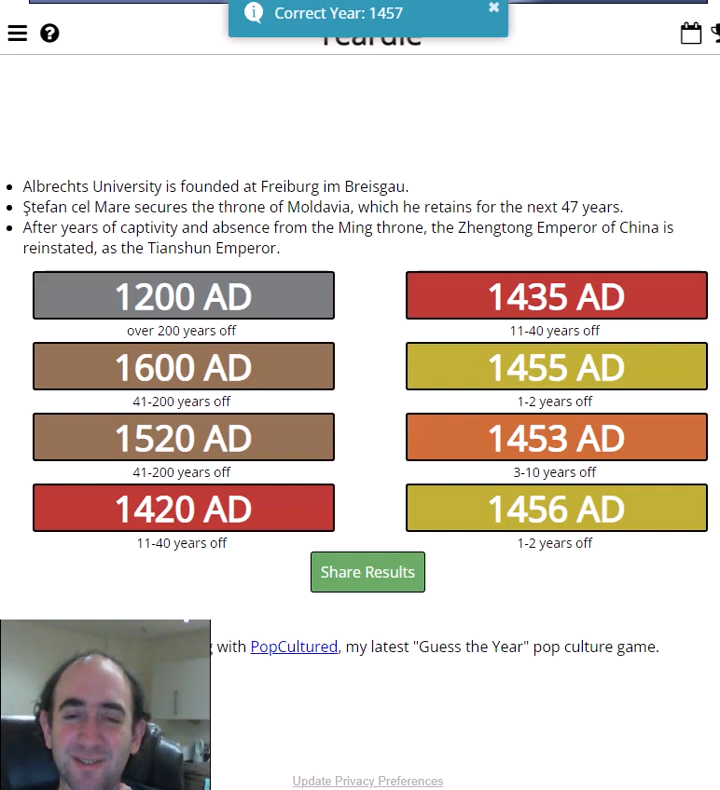 Correct Year: 1457
Albrechts University is founded at Freiburg im Breisgau.
Ştefan cel Mare secures the throne of Moldavia, which he retains for the next 47 years.
After years of captivity and absence from the Ming throne, the Zhengtong Emperor of China is
reinstated, as the Tianshun Emperor.
1200 AD
over 200 years off
1600 AD
41-200 years off
1520 AD
41-200 years off
1420 AD
11-40 years off
1435 AD
11-40 years off
1455 AD
1-2 years off
1453 AD
3-10 years off
1456 AD
1-2 years off
Share Results
with PopCultured, my latest "Guess the Year" pop culture game.
Update Privacy Preferences